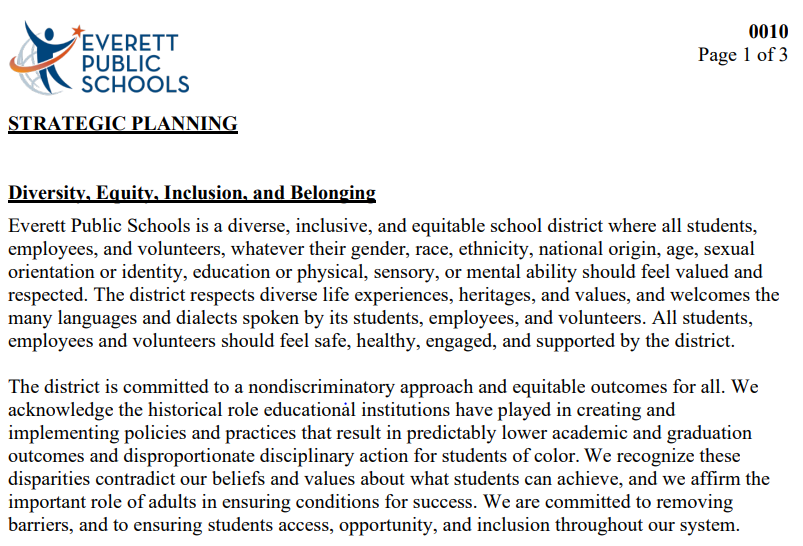 EVERETT
PUBLIC
SCHOOLS
0010
Page 1 of 3
STRATEGIC PLANNING
Diversity, Equity, Inclusion, and Belonging
Everett Public Schools is a diverse, inclusive, and equitable school district where all students,
employees, and volunteers, whatever their gender, race, ethnicity, national origin, age, sexual
orientation or identity, education or physical, sensory, or mental ability should feel valued and
respected. The district respects diverse life experiences, heritages, and values, and welcomes the
many languages and dialects spoken by its students, employees, and volunteers. All students,
employees and volunteers should feel safe, healthy, engaged, and supported by the district.
The district is committed to a nondiscriminatory approach and equitable outcomes for all. We
acknowledge the historical role educational institutions have played in creating and
implementing policies and practices that result in predictably lower academic and graduation
outcomes and disproportionate disciplinary action for students of color. We recognize these
disparities contradict our beliefs and values about what students can achieve, and we affirm the
important role of adults in ensuring conditions for success. We are committed to removing
barriers, and to ensuring students access, opportunity, and inclusion throughout our system.